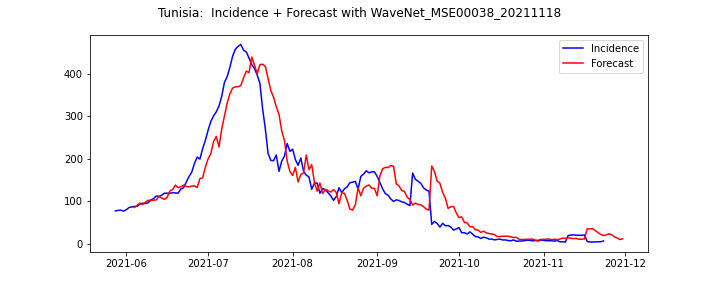 Tunisia:  Incidence + Forecast with WaveNet_MSE00038_20211118
Incidence
Forecast
400
300
200
100
0
2021-06 2021-07 2021-08 2021-09 2021-10 2021-11 2021-12